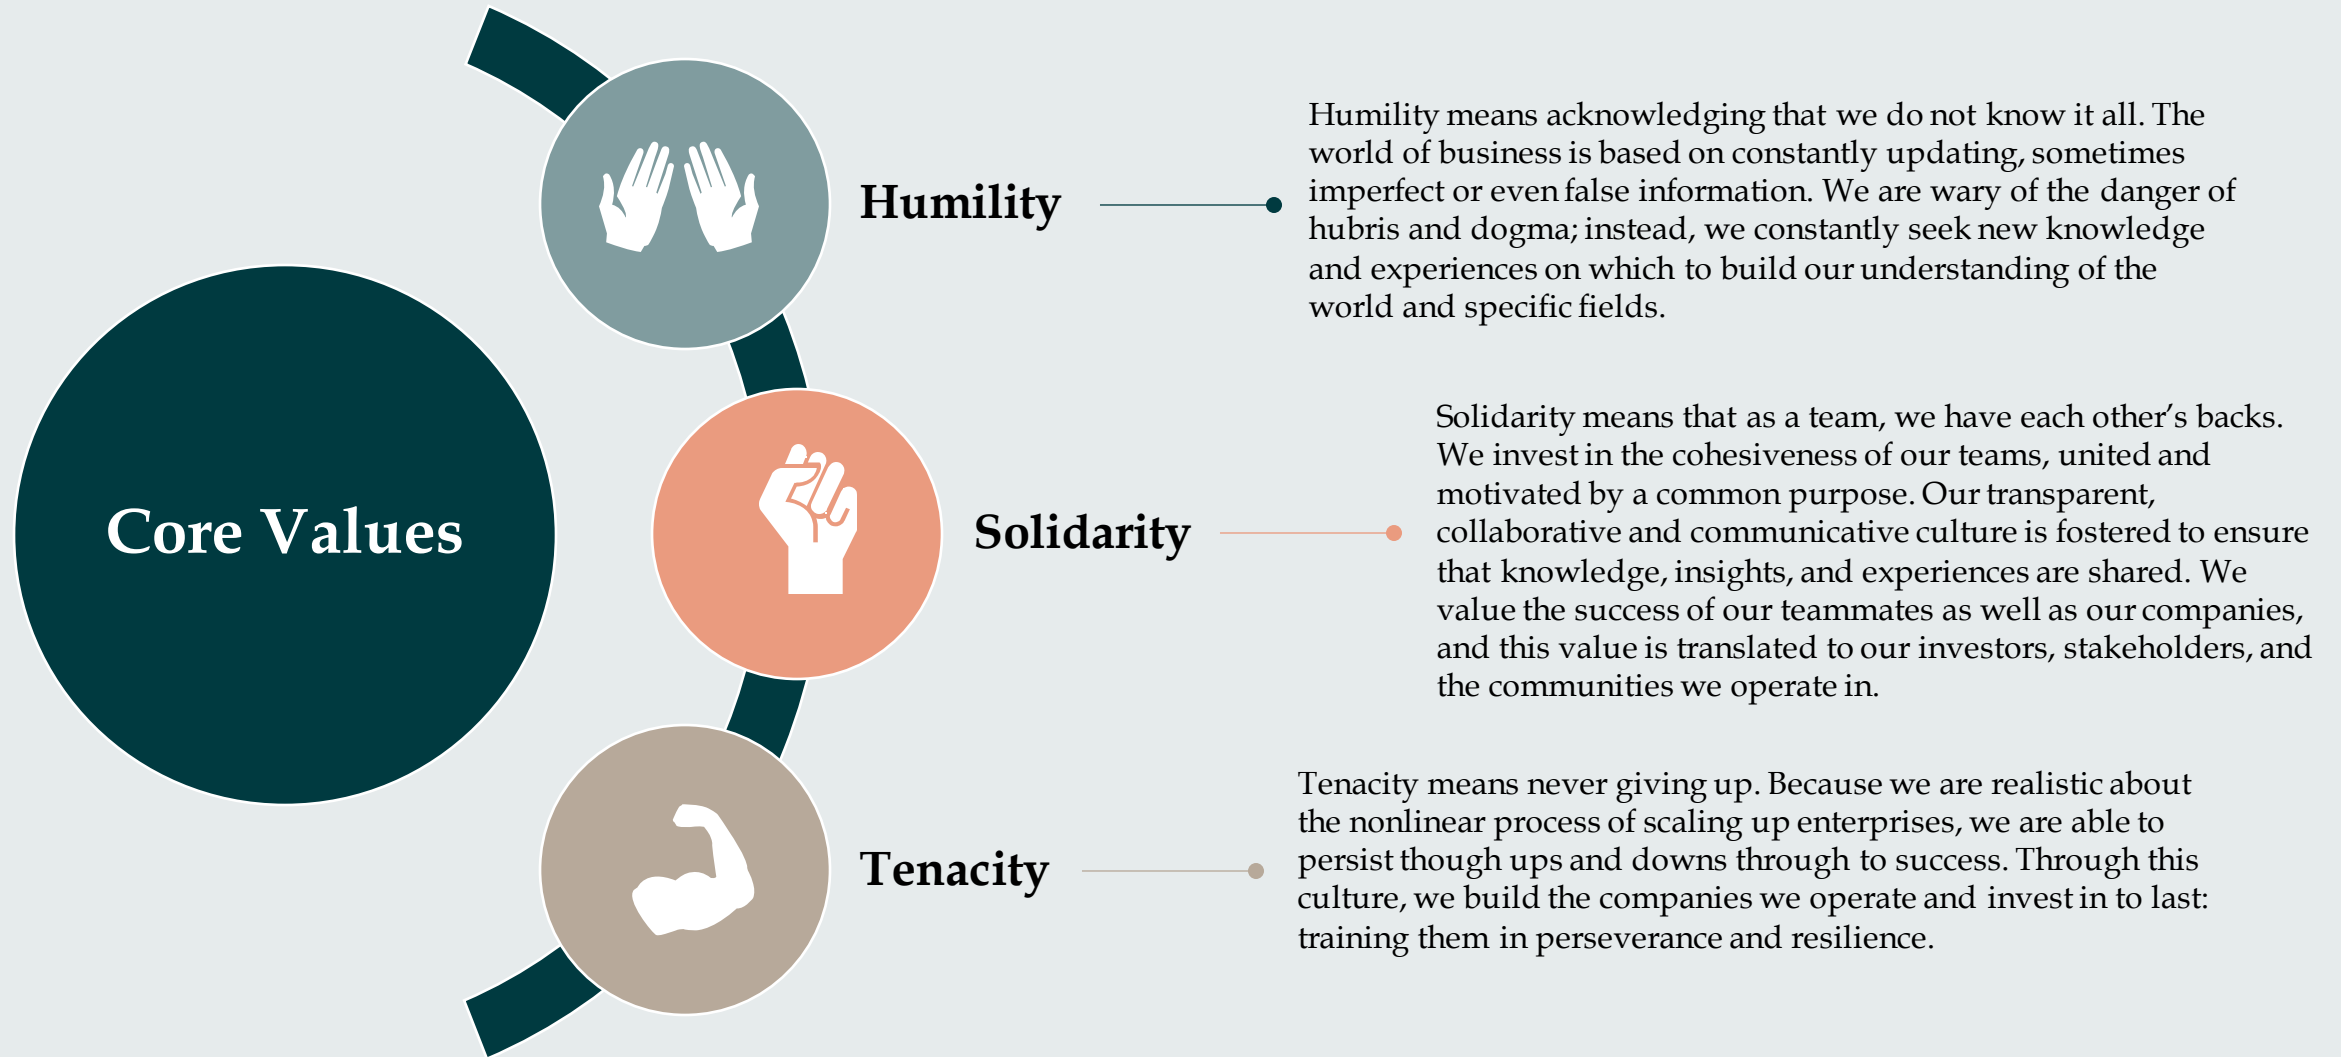 Core Values
Humility
Humility means acknowledging that we do not know it all. The
world of business is based on constantly updating, sometimes
imperfect or even false information. We are wary of the danger of
hubris and dogma; instead, we constantly seek new knowledge
and experiences on which to build our understanding of the
world and specific fields.
Solidarity
Solidarity means that as a team, we have each other’s backs.
We invest in the cohesiveness of our teams, united and
motivated by a common purpose. Our transparent,
collaborative and communicative culture is fostered to ensure
that knowledge, insights, and experiences are shared. We
value the success of our teammates as well as our companies,
and this value is translated to our investors, stakeholders, and
the communities we operate in.
Tenacity
Tenacity means never giving up. Because we are realistic about
the nonlinear process of scaling up enterprises, we are able to
persist though ups and downs through to success. Through this
culture, we build the companies we operate and invest in to last:
training them in perseverance and resilience.